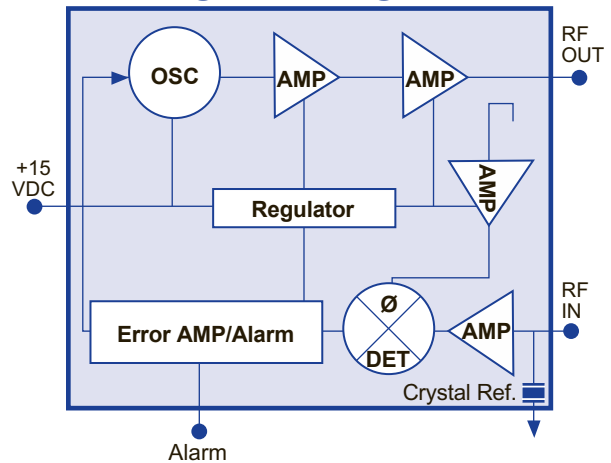 OSC
AMP
AMP
RF
OUT
AMP
+15
VDC
Regulator
Error AMP/Alarm
Ø
DET
AMP
RF
IN
Crystal Ref.
Alarm